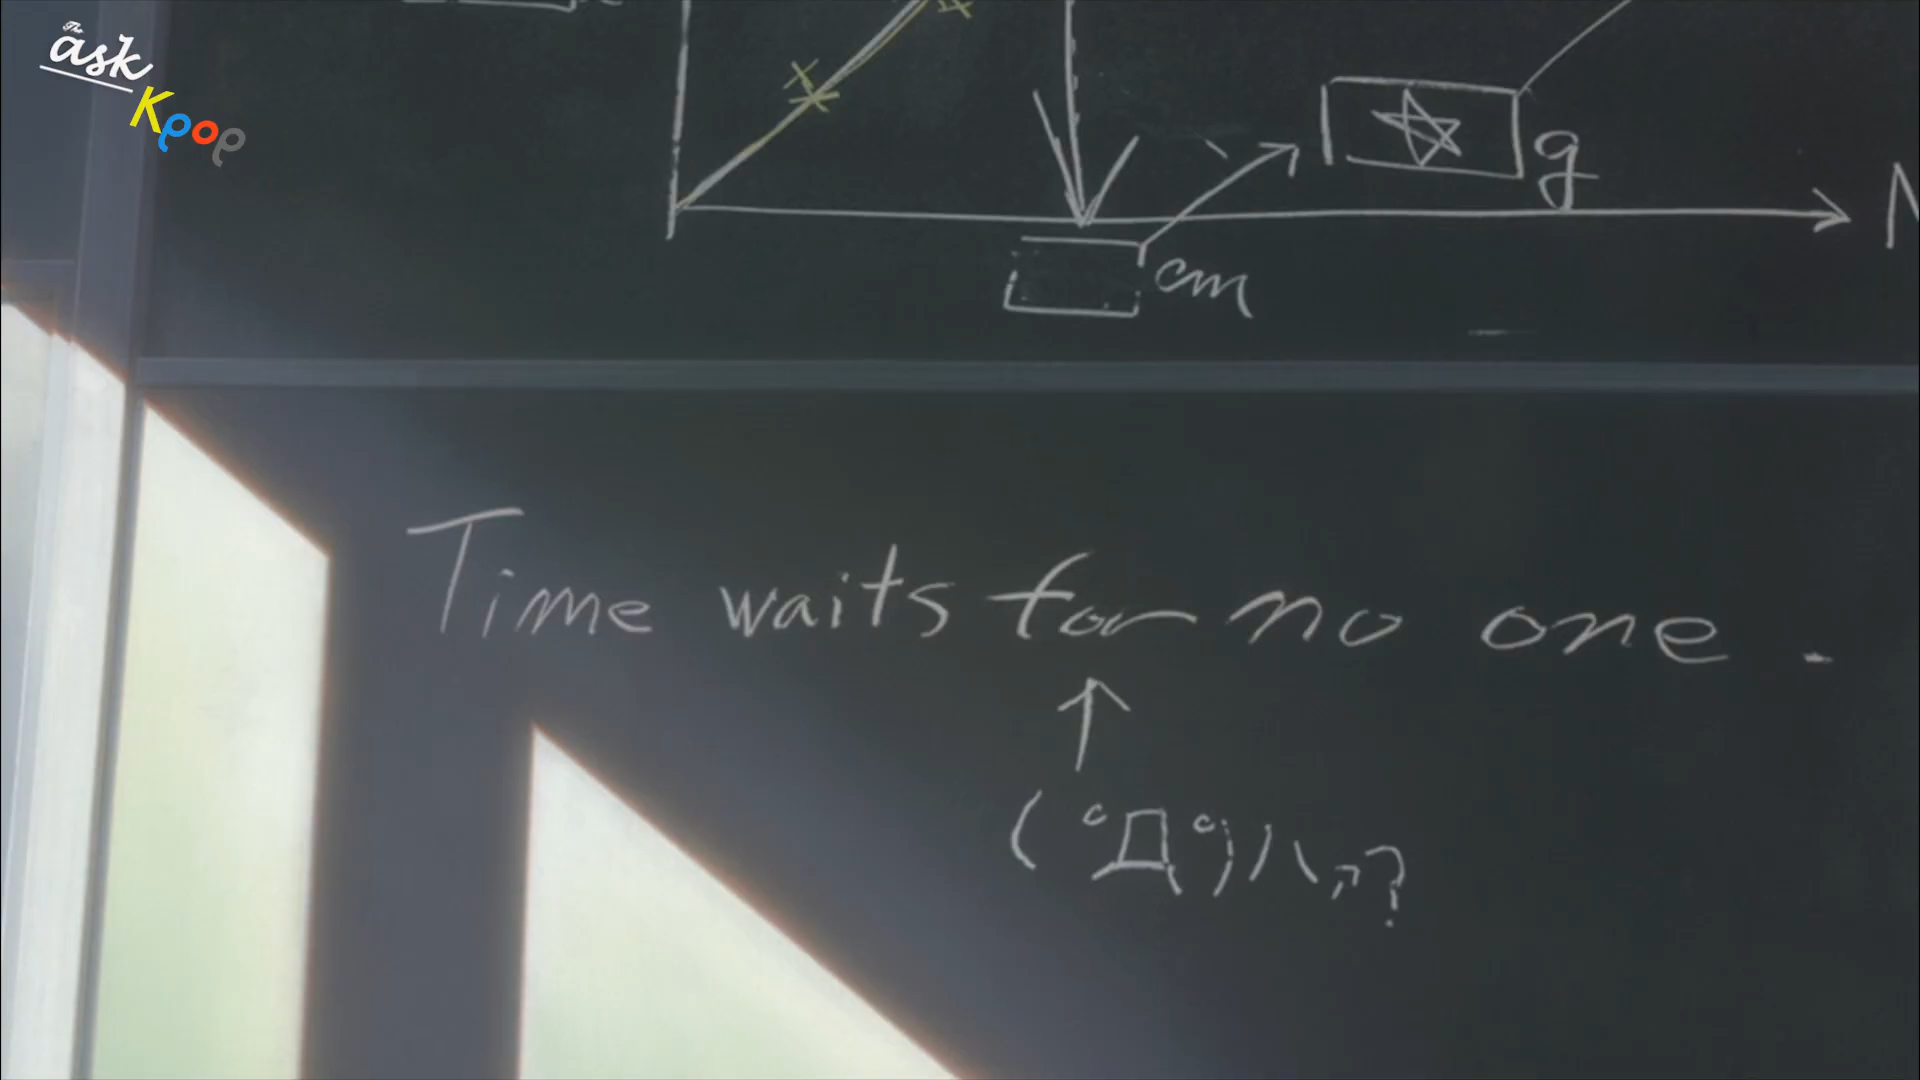 The ask
Kpop
g
cm
Time waits for no one.
↑
( ﾟДﾟ)ハ,,?